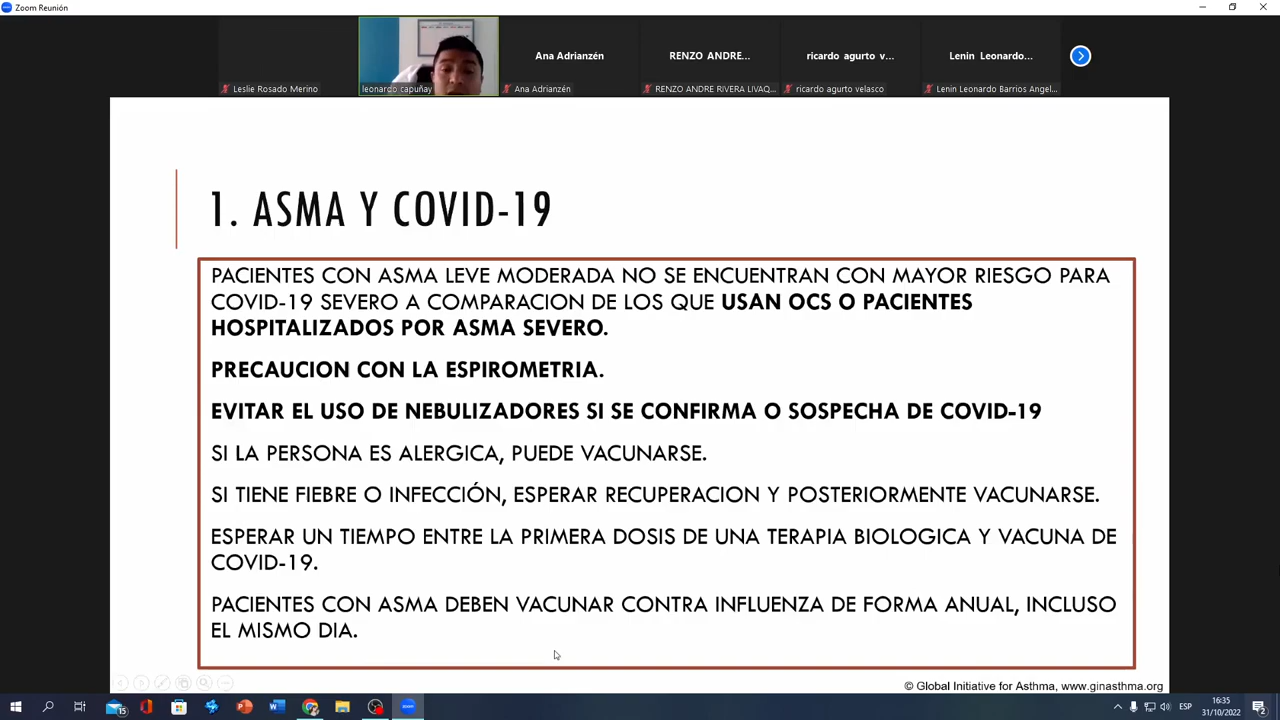 Zoom Reunión
Ana Adrianzén
RENZO ANDRE...
ricardo agurto v...
Lenin Leonardo...
Leslie Rosado Merino
leonardo capuñay
Ana Adrianzén
RENZO ANDRE RIVERA LIVAQ...
ricardo agurto velasco
Lenin Leonardo Barrios Angel...
1. ASMA Y COVID-19
PACIENTES CON ASMA LEVE MODERADA NO SE ENCUENTRAN CON MAYOR RIESGO PARA
COVID-19 SEVERO A COMPARACION DE LOS QUE USAN OCS O PACIENTES
HOSPITALIZADOS POR ASMA SEVERO.
PRECAUCION CON LA ESPIROMETRIA.
EVITAR EL USO DE NEBULIZADORES SI SE CONFIRMA O SOSPECHA DE COVID-19
SI LA PERSONA ES ALERGICA, PUEDE VACUNARSE.
SI TIENE FIEBRE O INFECCIÓN, ESPERAR RECUPERACION Y POSTERIORMENTE VACUNARSE.
ESPERAR UN TIEMPO ENTRE LA PRIMERA DOSIS DE UNA TERAPIA BIOLOGICA Y VACUNA DE
COVID-19.
PACIENTES CON ASMA DEBEN VACUNAR CONTRA INFLUENZA DE FORMA ANUAL, INCLUSO
EL MISMO DIA.
© Global Initiative for Asthma, www.ginasthma.org
15
ESP
16:35
31/10/2022
2